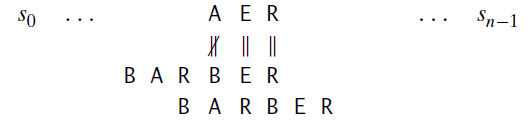 s0 ... A E R ... sn−1
∦ ∥ ∥
B A R B E R
B A R B E R